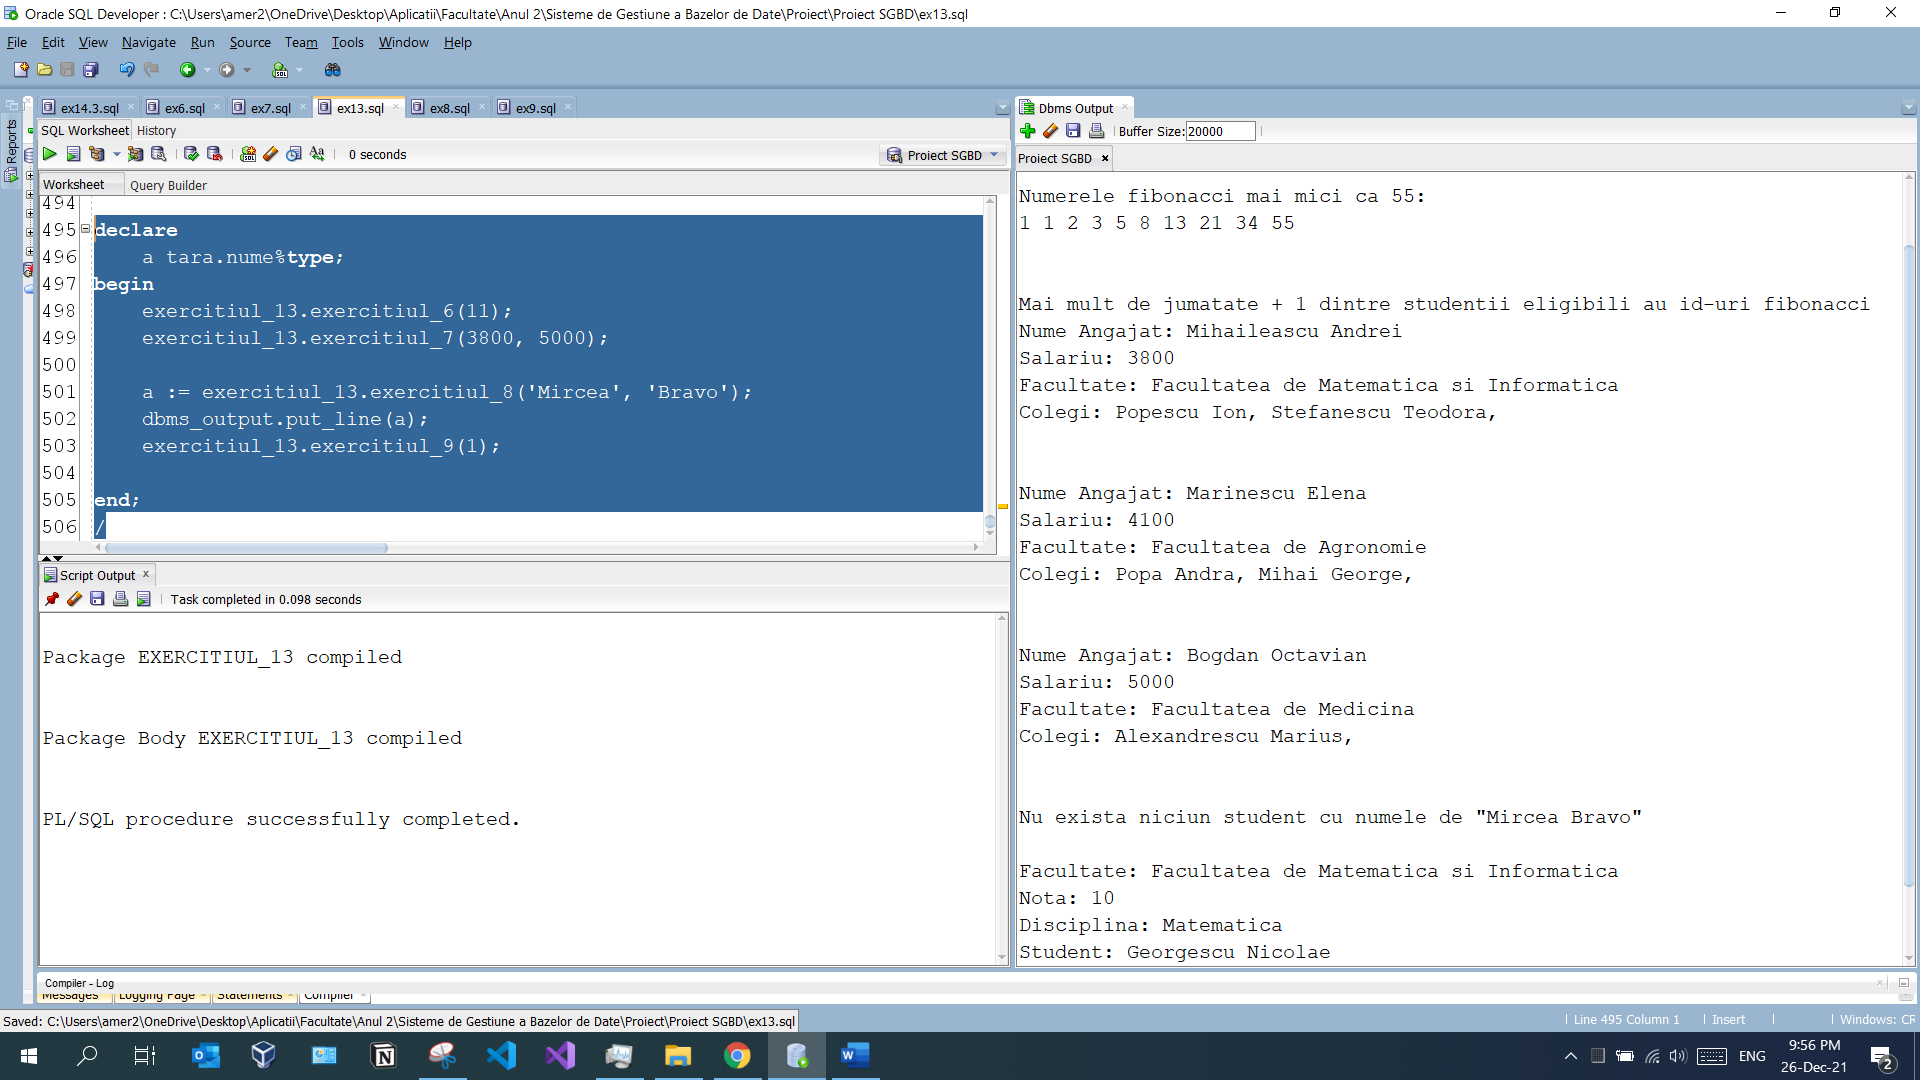 Oracle SQL Developer : C:\Users\amer2\OneDrive\Desktop\Aplicatii\Facultate\Anul 2\Sisteme de Gestiune a Bazelor de Date\Proiect\Proiect SGBD\ex13.sql
File Edit View Navigate Run Source Team Tools Window Help
ex14.3.sql ex6.sql ex7.sql ex13.sql ex8.sql ex9.sql
Reports
SQL Worksheet History
0 seconds
Proiect SGBD
Worksheet Query Builder
494
495 declare
496 a tara.nume%type;
497 begin
498 exercitiul_13.exercitiul_6(11);
499 exercitiul_13.exercitiul_7(3800, 5000);
500
501 a := exercitiul_13.exercitiul_8('Mircea', 'Bravo');
502 dbms_output.put_line(a);
503 exercitiul_13.exercitiul_9(1);
504
505 end;
506 /
Script Output
Task completed in 0.098 seconds
Package EXERCITIUL_13 compiled
Package Body EXERCITIUL_13 compiled
PL/SQL procedure successfully completed.
Dbms Output
Buffer Size: 20000
Proiect SGBD
Numerele fibonacci mai mici ca 55:
1 1 2 3 5 8 13 21 34 55
Mai mult de jumatate + 1 dintre studentii eligibili au id-uri fibonacci
Nume Angajat: Mihaileascu Andrei
Salariu: 3800
Facultate: Facultatea de Matematica si Informatica
Colegi: Popescu Ion, Stefanescu Teodora,
Nume Angajat: Marinescu Elena
Salariu: 4100
Facultate: Facultatea de Agronomie
Colegi: Popa Andra, Mihai George,
Nume Angajat: Bogdan Octavian
Salariu: 5000
Facultate: Facultatea de Medicina
Colegi: Alexandrescu Marius,
Nu exista niciun student cu numele de "Mircea Bravo"
Facultate: Facultatea de Matematica si Informatica
Nota: 10
Disciplina: Matematica
Student: Georgescu Nicolae
Compiler - Log
Messages Logging Page Statements Compiler
Saved: C:\Users\amer2\OneDrive\Desktop\Aplicatii\Facultate\Anul 2\Sisteme de Gestiune a Bazelor de Date\Proiect\Proiect SGBD\ex13.sql
Line 495 Column 1 Insert Windows: CR
ENG
9:56 PM
26-Dec-21
2